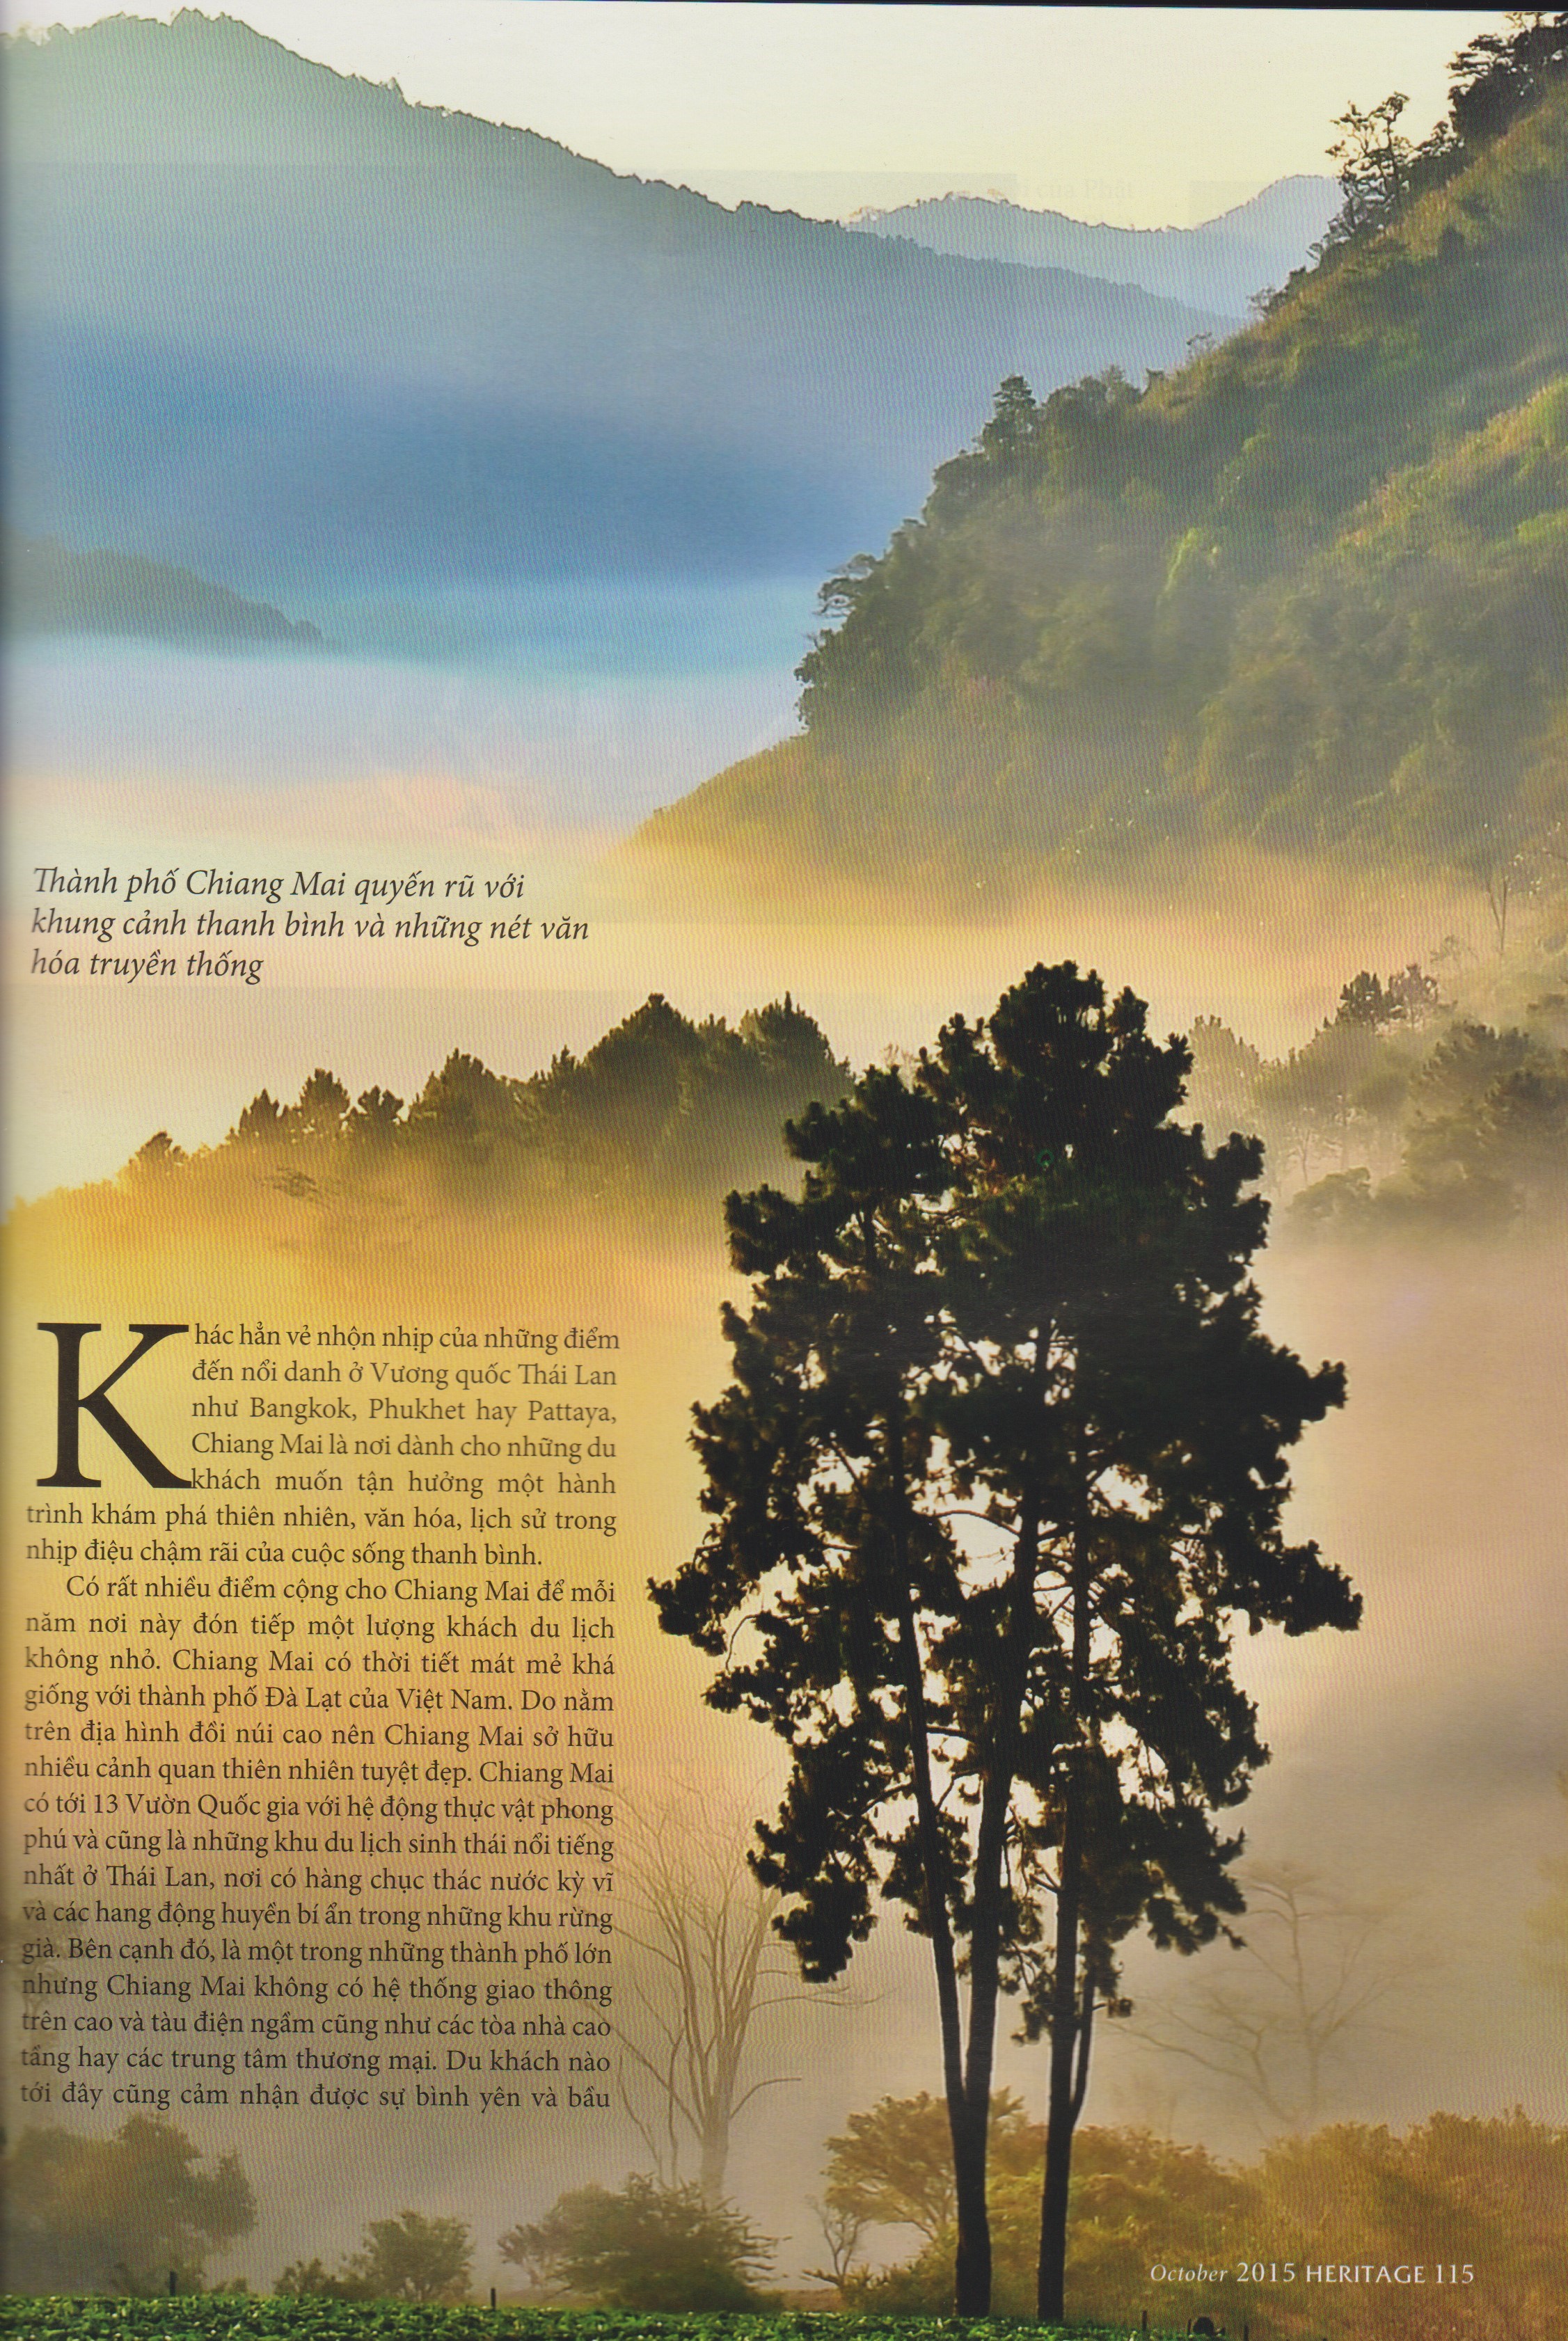 Thành phố Chiang Mai quyến rũ với
khung cảnh thanh bình và những nét văn
hóa truyền thống
Khác hẳn vẻ nhộn nhịp của những điểm
đến nổi danh ở Vương quốc Thái Lan
như Bangkok, Phukhet hay Pattaya,
Chiang Mai là nơi dành cho những du
khách muốn tận hưởng một hành
trình khám phá thiên nhiên, văn hóa, lịch sử trong
nhịp điệu chậm rãi của cuộc sống thanh bình.
Có rất nhiều điểm cộng cho Chiang Mai để mỗi
năm nơi này đón tiếp một lượng khách du lịch
không nhỏ. Chiang Mai có thời tiết mát mẻ khá
giống với thành phố Đà Lạt của Việt Nam. Do nằm
trên địa hình đồi núi cao nên Chiang Mai sở hữu
nhiều cảnh quan thiên nhiên tuyệt đẹp. Chiang Mai
có tới 13 Vườn Quốc gia với hệ động thực vật phong
phú và cũng là những khu du lịch sinh thái nổi tiếng
nhất ở Thái Lan, nơi có hàng chục thác nước kỳ vĩ
và các hang động huyền bí ẩn trong những khu rừng
già. Bên cạnh đó, là một trong những thành phố lớn
nhưng Chiang Mai không có hệ thống giao thông
trên cao và tàu điện ngầm cũng như các tòa nhà cao
tầng hay các trung tâm thương mại. Du khách nào
tới đây cũng cảm nhận được sự bình yên và bầu
October 2015 HERITAGE 115